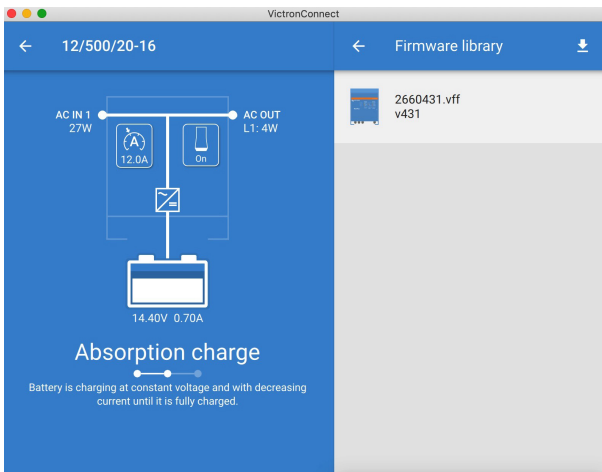 VictronConnect
12/500/20-16
Firmware library
2660431.vff
v431
AC IN 1
27W
AC OUT
L1: 4W
A
12.0A
On
14.40V 0.70A
Absorption charge
Battery is charging at constant voltage and with decreasing
current until it is fully charged.